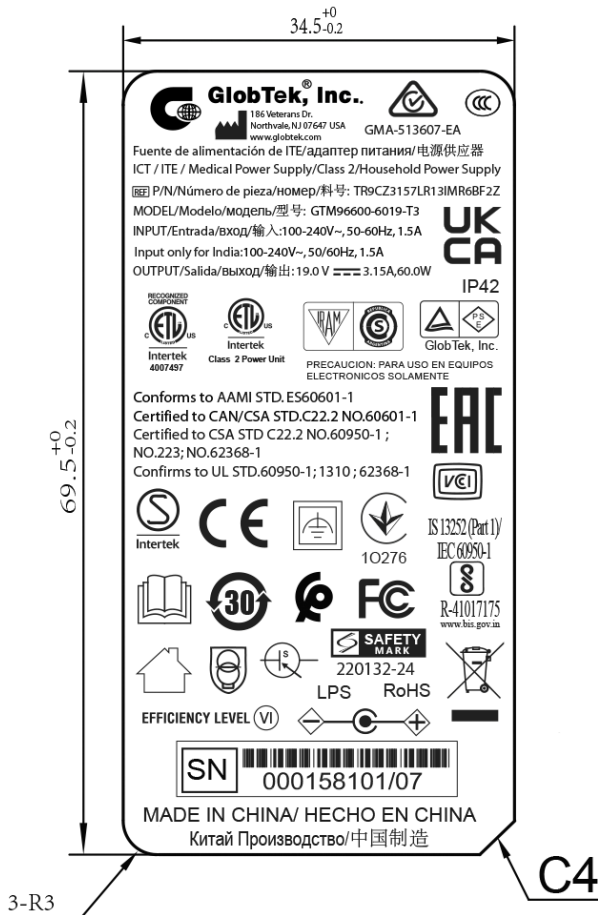 34.5 +0 -0.2
69.5 +0 -0.2
GlobTek, Inc.
®
186 Veterans Dr.
Northvale, NJ 07647 USA
www.globtek.com
GMA-513607-EA
CCC
Fuente de alimentación de ITE/адаптер питания/电源供应器
ICT / ITE / Medical Power Supply/Class 2/Household Power Supply
REF P/N/Número de pieza/номер/料号: TR9CZ3157LR13IMR6BF2Z
MODEL/Modelo/модель/型号: GTM96600-6019-T3
INPUT/Entrada/вход/输入:100-240V~, 50-60Hz, 1.5A
Input only for India:100-240V~, 50/60Hz, 1.5A
OUTPUT/Salida/выход/输出: 19.0 V 3.15A,60.0W
UK
CA
IP42
RECOGNIZED
COMPONENT
C ETL US
Intertek
4007497
C ETL US
Intertek
Class 2 Power Unit
IRAM
S
PS
E
GlobTek, Inc.
PRECAUCION: PARA USO EN EQUIPOS
ELECTRONICOS SOLAMENTE
Conforms to AAMI STD. ES60601-1
Certified to CAN/CSA STD.C22.2 NO.60601-1
Certified to CSA STD C22.2 NO.60950-1 ;
NO.223; NO.62368-1
Confirms to UL STD.60950-1; 1310 ; 62368-1
EAC
VCI
S
Intertek
CE
10276
IS 13252 (Part 1)/
IEC 60950-1
R-41017175
www.bis.gov.in
30
FC
S
SAFETY
MARK
220132-24
LPS RoHS
EFFICIENCY LEVEL VI
SN
000158101/07
MADE IN CHINA/ HECHO EN CHINA
Китай Производство/中国制造
3-R3
C4